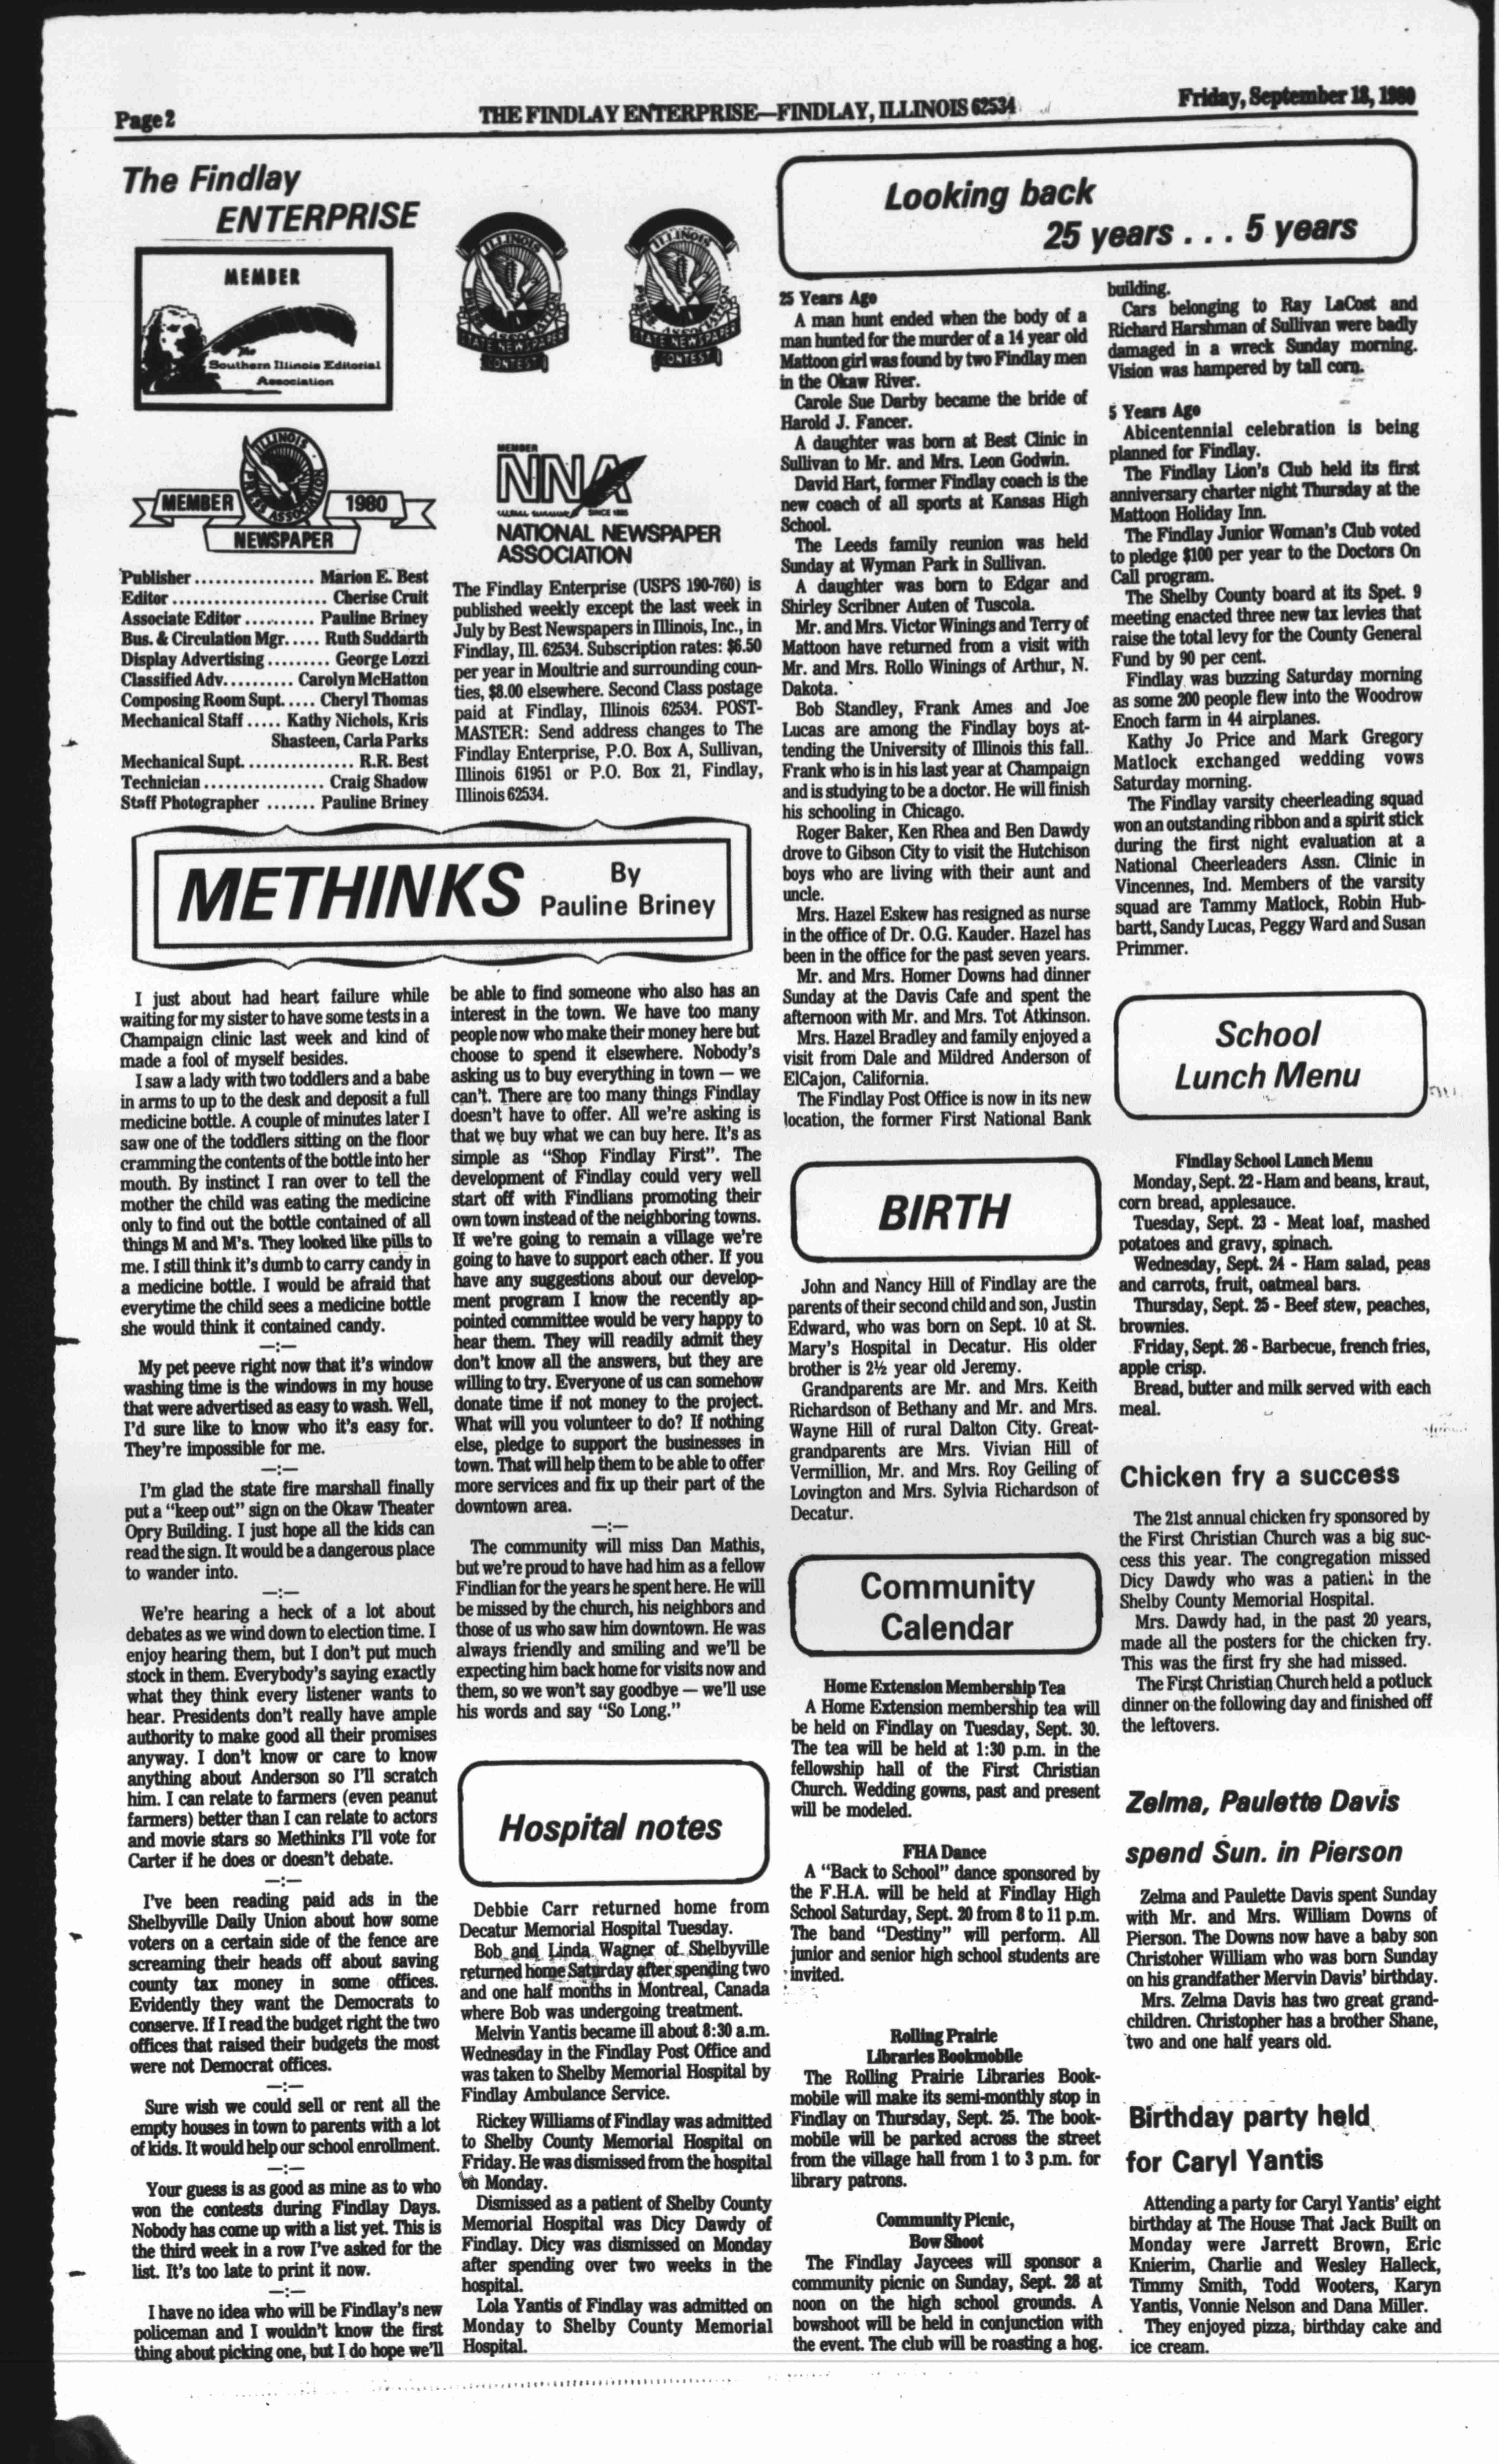 Page 2
THE FINDLAY ENTERPRISE—FINDLAY, ILLINOIS 62534
Friday, September 18, 1980
The Findlay
ENTERPRISE
MEMBER
The
Southern Illinois Editorial
Association
MEMBER
ILLINOIS
PRESS ASSOCIATION
1980
NEWSPAPER
ILLINOIS
PRESS ASSOCIATION
STATE NEWSPAPER
CONTEST
ILLINOIS
PRESS ASSOCIATION
STATE NEWSPAPER
CONTEST
MEMBER
NNA
SINCE 1885
NATIONAL NEWSPAPER
ASSOCIATION
Publisher ................ Marion E. Best
Editor ..................... Cherise Cruit
Associate Editor .......... Pauline Briney
Bus. & Circulation Mgr. .... Ruth Suddarth
Display Advertising ......... George Lozzi
Classified Adv. ......... Carolyn McHatton
Composing Room Supt. .... Cheryl Thomas
Mechanical Staff ..... Kathy Nichols, Kris
Shasteen, Carla Parks
Mechanical Supt. .............. R.R. Best
Technician ................. Craig Shadow
Staff Photographer ....... Pauline Briney
The Findlay Enterprise (USPS 190-760) is
published weekly except the last week in
July by Best Newspapers in Illinois, Inc., in
Findlay, Ill. 62534. Subscription rates: $6.50
per year in Moultrie and surrounding coun-
ties, $8.00 elsewhere. Second Class postage
paid at Findlay, Illinois 62534. POST-
MASTER: Send address changes to The
Findlay Enterprise, P.O. Box A, Sullivan,
Illinois 61951 or P.O. Box 21, Findlay,
Illinois 62534.
METHINKS
By
Pauline Briney
I just about had heart failure while
waiting for my sister to have some tests in a
Champaign clinic last week and kind of
made a fool of myself besides.
I saw a lady with two toddlers and a babe
in arms to up to the desk and deposit a full
medicine bottle. A couple of minutes later I
saw one of the toddlers sitting on the floor
cramming the contents of the bottle into her
mouth. By instinct I ran over to tell the
mother the child was eating the medicine
only to find out the bottle contained of all
things M and M's. They looked like pills to
me. I still think it's dumb to carry candy in
a medicine bottle. I would be afraid that
everytime the child sees a medicine bottle
she would think it contained candy.
—:—
My pet peeve right now that it's window
washing time is the windows in my house
that were advertised as easy to wash. Well,
I'd sure like to know who it's easy for.
They're impossible for me.
—:—
I'm glad the state fire marshall finally
put a "keep out" sign on the Okaw Theater
Opry Building. I just hope all the kids can
read the sign. It would be a dangerous place
to wander into.
—:—
We're hearing a heck of a lot about
debates as we wind down to election time. I
enjoy hearing them, but I don't put much
stock in them. Everybody's saying exactly
what they think every listener wants to
hear. Presidents don't really have ample
authority to make good all their promises
anyway. I don't know or care to know
anything about Anderson so I'll scratch
him. I can relate to farmers (even peanut
farmers) better than I can relate to actors
and movie stars so Methinks I'll vote for
Carter if he does or doesn't debate.
—:—
I've been reading paid ads in the
Shelbyville Daily Union about how some
voters on a certain side of the fence are
screaming their heads off about saving
county tax money in some offices.
Evidently they want the Democrats to
conserve. If I read the budget right the two
offices that raised their budgets the most
were not Democrat offices.
—:—
Sure wish we could sell or rent all the
empty houses in town to parents with a lot
of kids. It would help our school enrollment.
—:—
Your guess is as good as mine as to who
won the contests during Findlay Days.
Nobody has come up with a list yet. This is
the third week in a row I've asked for the
list. It's too late to print it now.
—:—
I have no idea who will be Findlay's new
policeman and I wouldn't know the first
thing about picking one, but I do hope we'll
be able to find someone who also has an
interest in the town. We have too many
people now who make their money here but
choose to spend it elsewhere. Nobody's
asking us to buy everything in town — we
can't. There are too many things Findlay
doesn't have to offer. All we're asking is
that we buy what we can buy here. It's as
simple as "Shop Findlay First". The
development of Findlay could very well
start off with Findlians promoting their
own town instead of the neighboring towns.
If we're going to remain a village we're
going to have to support each other. If you
have any suggestions about our develop-
ment program I know the recently ap-
pointed committee would be very happy to
hear them. They will readily admit they
don't know all the answers, but they are
willing to try. Everyone of us can somehow
donate time if not money to the project.
What will you volunteer to do? If nothing
else, pledge to support the businesses in
town. That will help them to be able to offer
more services and fix up their part of the
downtown area.
—:—
The community will miss Dan Mathis,
but we're proud to have had him as a fellow
Findlian for the years he spent here. He will
be missed by the church, his neighbors and
those of us who saw him downtown. He was
always friendly and smiling and we'll be
expecting him back home for visits now and
them, so we won't say goodbye — we'll use
his words and say "So Long."
Hospital notes
Debbie Carr returned home from
Decatur Memorial Hospital Tuesday.
Bob and Linda Wagner of Shelbyville
returned home Saturday after spending two
and one half months in Montreal, Canada
where Bob was undergoing treatment.
Melvin Yantis became ill about 8:30 a.m.
Wednesday in the Findlay Post Office and
was taken to Shelby Memorial Hospital by
Findlay Ambulance Service.
Rickey Williams of Findlay was admitted
to Shelby County Memorial Hospital on
Friday. He was dismissed from the hospital
on Monday.
Dismissed as a patient of Shelby County
Memorial Hospital was Dicy Dawdy of
Findlay. Dicy was dismissed on Monday
after spending over two weeks in the
hospital.
Lola Yantis of Findlay was admitted on
Monday to Shelby County Memorial
Hospital.
Looking back
25 years . . . 5 years
25 Years Ago
A man hunt ended when the body of a
man hunted for the murder of a 14 year old
Mattoon girl was found by two Findlay men
in the Okaw River.
Carole Sue Darby became the bride of
Harold J. Fancer.
A daughter was born at Best Clinic in
Sullivan to Mr. and Mrs. Leon Godwin.
David Hart, former Findlay coach is the
new coach of all sports at Kansas High
School.
The Leeds family reunion was held
Sunday at Wyman Park in Sullivan.
A daughter was born to Edgar and
Shirley Scribner Auten of Tuscola.
Mr. and Mrs. Victor Winings and Terry of
Mattoon have returned from a visit with
Mr. and Mrs. Rollo Winings of Arthur, N.
Dakota.
Bob Standley, Frank Ames and Joe
Lucas are among the Findlay boys at-
tending the University of Illinois this fall.
Frank who is in his last year at Champaign
and is studying to be a doctor. He will finish
his schooling in Chicago.
Roger Baker, Ken Rhea and Ben Dawdy
drove to Gibson City to visit the Hutchison
boys who are living with their aunt and
uncle.
Mrs. Hazel Eskew has resigned as nurse
in the office of Dr. O.G. Kauder. Hazel has
been in the office for the past seven years.
Mr. and Mrs. Homer Downs had dinner
Sunday at the Davis Cafe and spent the
afternoon with Mr. and Mrs. Tot Atkinson.
Mrs. Hazel Bradley and family enjoyed a
visit from Dale and Mildred Anderson of
ElCajon, California.
The Findlay Post Office is now in its new
location, the former First National Bank
building.
Cars belonging to Ray LaCost and
Richard Harshman of Sullivan were badly
damaged in a wreck Sunday morning.
Vision was hampered by tall corn.
5 Years Ago
Abicentennial celebration is being
planned for Findlay.
The Findlay Lion's Club held its first
anniversary charter night Thursday at the
Mattoon Holiday Inn.
The Findlay Junior Woman's Club voted
to pledge $100 per year to the Doctors On
Call program.
The Shelby County board at its Spet. 9
meeting enacted three new tax levies that
raise the total levy for the County General
Fund by 90 per cent.
Findlay was buzzing Saturday morning
as some 200 people flew into the Woodrow
Enoch farm in 44 airplanes.
Kathy Jo Price and Mark Gregory
Matlock exchanged wedding vows
Saturday morning.
The Findlay varsity cheerleading squad
won an outstanding ribbon and a spirit stick
during the first night evaluation at a
National Cheerleaders Assn. Clinic in
Vincennes, Ind. Members of the varsity
squad are Tammy Matlock, Robin Hub-
bartt, Sandy Lucas, Peggy Ward and Susan
Primmer.
BIRTH
John and Nancy Hill of Findlay are the
parents of their second child and son, Justin
Edward, who was born on Sept. 10 at St.
Mary's Hospital in Decatur. His older
brother is 2½ year old Jeremy.
Grandparents are Mr. and Mrs. Keith
Richardson of Bethany and Mr. and Mrs.
Wayne Hill of rural Dalton City. Great-
grandparents are Mrs. Vivian Hill of
Vermillion, Mr. and Mrs. Roy Geiling of
Lovington and Mrs. Sylvia Richardson of
Decatur.
Community
Calendar
Home Extension Membership Tea
A Home Extension membership tea will
be held on Findlay on Tuesday, Sept. 30.
The tea will be held at 1:30 p.m. in the
fellowship hall of the First Christian
Church. Wedding gowns, past and present
will be modeled.
FHA Dance
A "Back to School" dance sponsored by
the F.H.A. will be held at Findlay High
School Saturday, Sept. 20 from 8 to 11 p.m.
The band "Destiny" will perform. All
junior and senior high school students are
invited.
Rolling Prairie
Libraries Bookmobile
The Rolling Prairie Libraries Book-
mobile will make its semi-monthly stop in
Findlay on Thursday, Sept. 25. The book-
mobile will be parked across the street
from the village hall from 1 to 3 p.m. for
library patrons.
Community Picnic,
Bow Shoot
The Findlay Jaycees will sponsor a
community picnic on Sunday, Sept. 28 at
noon on the high school grounds. A
bowshoot will be held in conjunction with
the event. The club will be roasting a hog.
School
Lunch Menu
Findlay School Lunch Menu
Monday, Sept. 22 - Ham and beans, kraut,
corn bread, applesauce.
Tuesday, Sept. 23 - Meat loaf, mashed
potatoes and gravy, spinach.
Wednesday, Sept. 24 - Ham salad, peas
and carrots, fruit, oatmeal bars.
Thursday, Sept. 25 - Beef stew, peaches,
brownies.
Friday, Sept. 26 - Barbecue, french fries,
apple crisp.
Bread, butter and milk served with each
meal.
Chicken fry a success
The 21st annual chicken fry sponsored by
the First Christian Church was a big suc-
cess this year. The congregation missed
Dicy Dawdy who was a patient in the
Shelby County Memorial Hospital.
Mrs. Dawdy had, in the past 20 years,
made all the posters for the chicken fry.
This was the first fry she had missed.
The First Christian Church held a potluck
dinner on the following day and finished off
the leftovers.
Zelma, Paulette Davis
spend Sun. in Pierson
Zelma and Paulette Davis spent Sunday
with Mr. and Mrs. William Downs of
Pierson. The Downs now have a baby son
Christoher William who was born Sunday
on his grandfather Mervin Davis' birthday.
Mrs. Zelma Davis has two great grand-
children. Christopher has a brother Shane,
two and one half years old.
Birthday party held
for Caryl Yantis
Attending a party for Caryl Yantis' eight
birthday at The House That Jack Built on
Monday were Jarrett Brown, Eric
Knierim, Charlie and Wesley Halleck,
Timmy Smith, Todd Wooters, Karyn
Yantis, Vonnie Nelson and Dana Miller.
They enjoyed pizza, birthday cake and
ice cream.